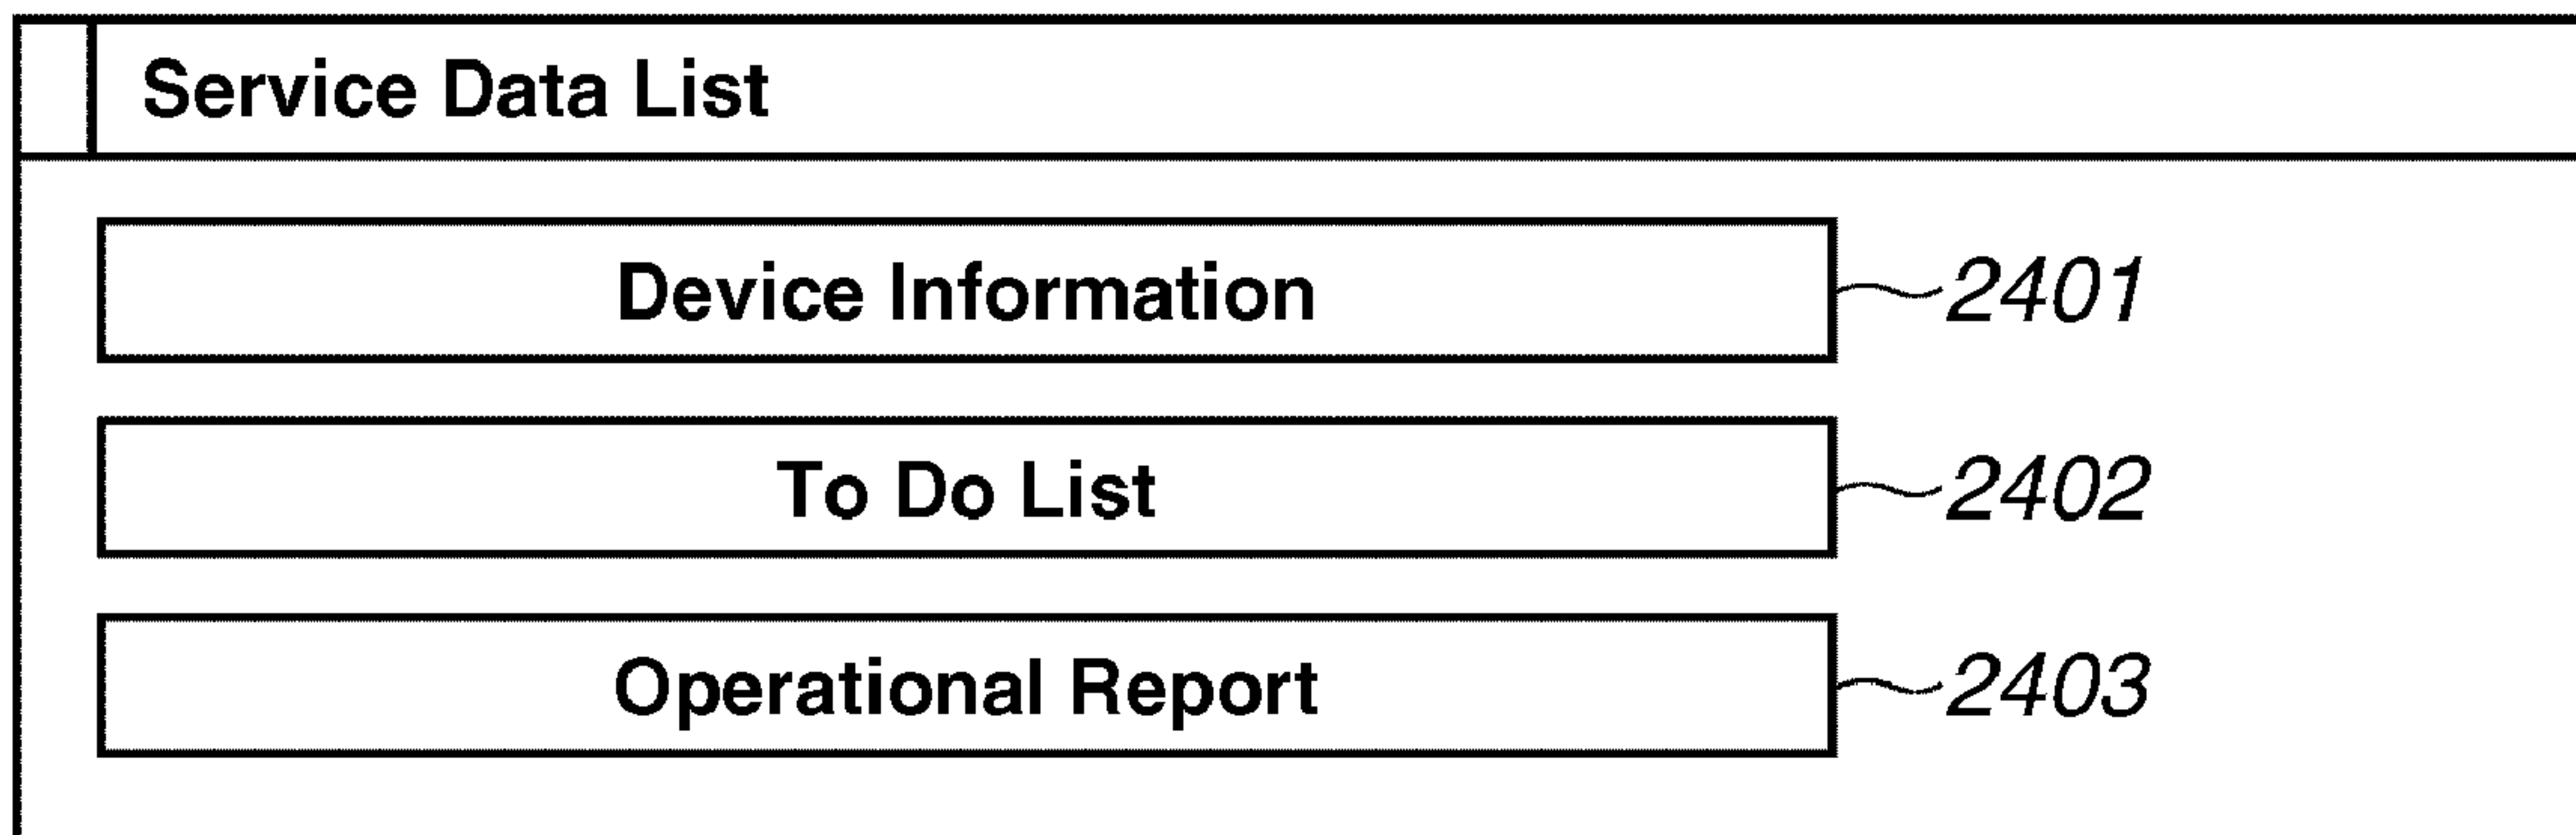 Service Data List
Device Information 2401
To Do List 2402
Operational Report 2403